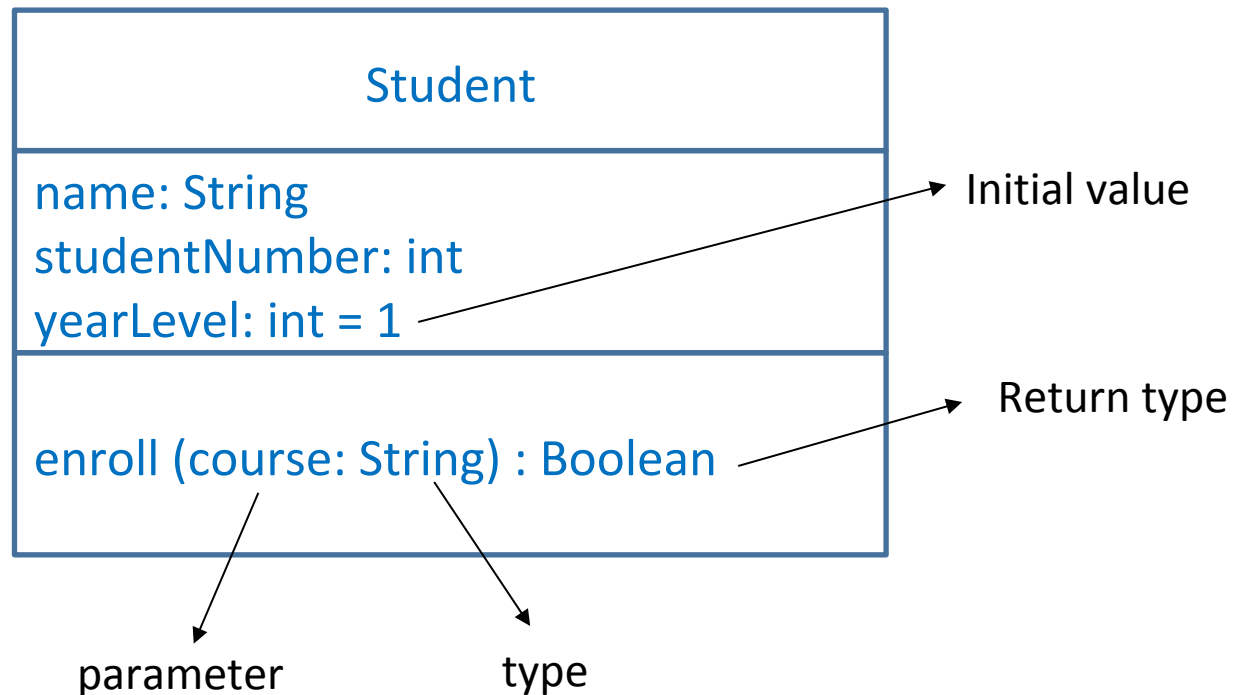 Student
name: String
studentNumber: int
yearLevel: int = 1
Initial value
enroll (course: String) : Boolean
Return type
parameter
type